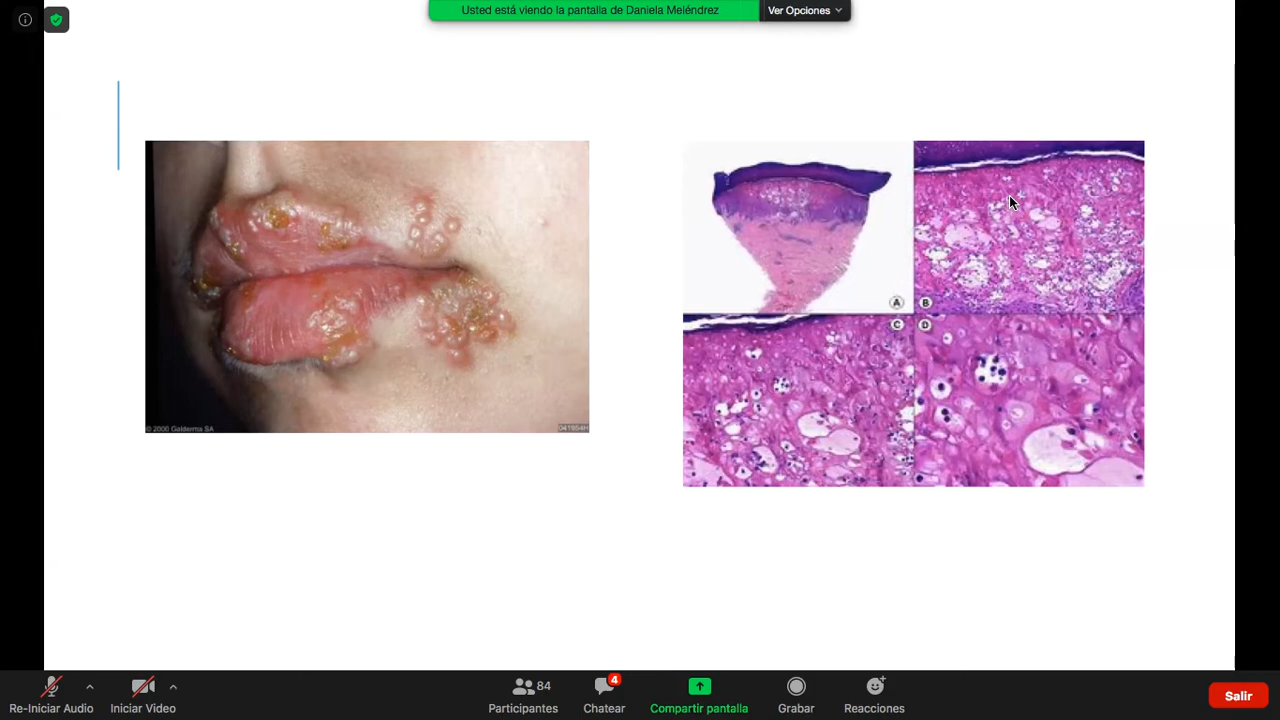 Usted está viendo la pantalla de Daniela Meléndrez
Ver Opciones
A
B
C
D
© 2000 Galderma SA
Re-Iniciar Audio
Iniciar Video
84
Participantes
4
Chatear
Compartir pantalla
Grabar
Reacciones
Salir